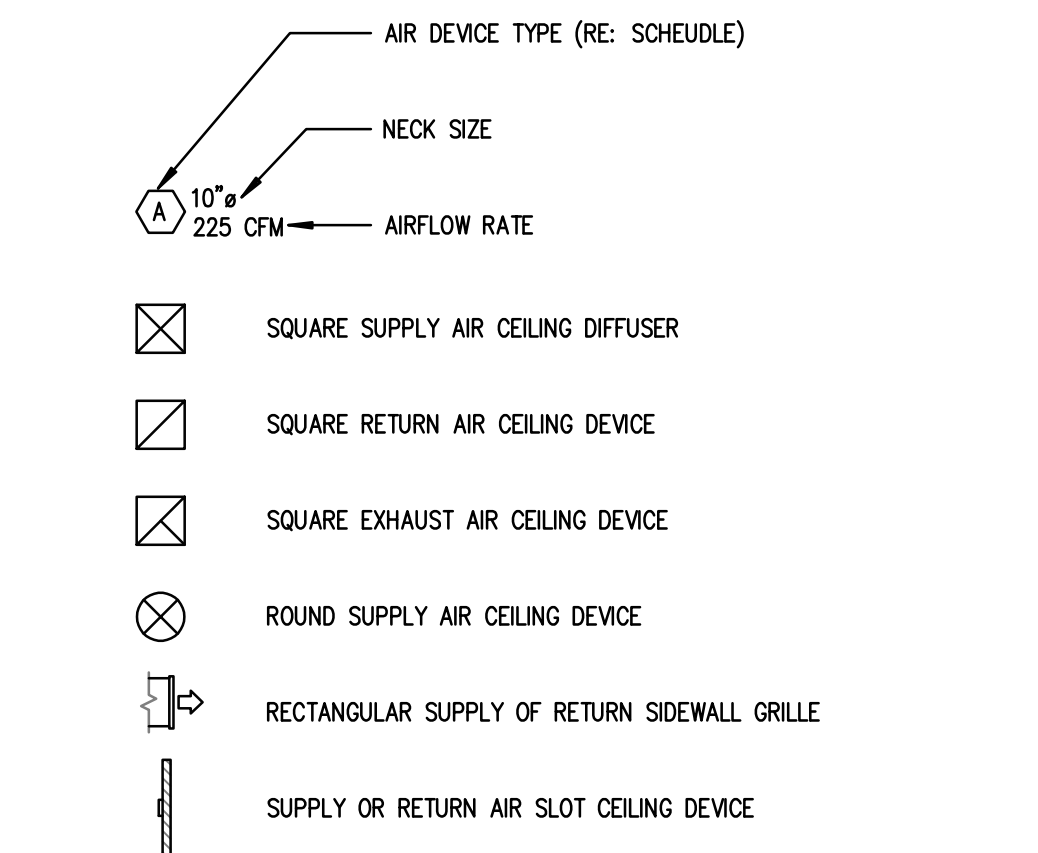 AIR DEVICE TYPE (RE: SCHEUDLE)
NECK SIZE
A
10"ø
225 CFM
AIRFLOW RATE
SQUARE SUPPLY AIR CEILING DIFFUSER
SQUARE RETURN AIR CEILING DEVICE
SQUARE EXHAUST AIR CEILING DEVICE
ROUND SUPPLY AIR CEILING DEVICE
RECTANGULAR SUPPLY OF RETURN SIDEWALL GRILLE
SUPPLY OR RETURN AIR SLOT CEILING DEVICE